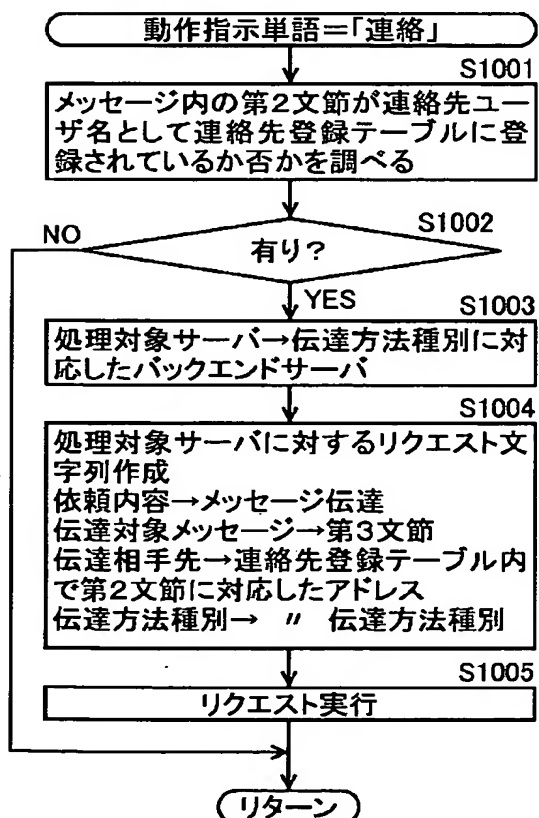 動作指示単語＝「連絡」
S1001
メッセージ内の第2文節が連絡先ユー
ザ名として連絡先登録テーブルに登
録されているか否かを調べる
S1002
NO
有り？
YES
S1003
処理対象サーバ→伝達方法種別に対
応したバックエンドサーバ
S1004
処理対象サーバに対するリクエスト文
字列作成
依頼内容→メッセージ伝達
伝達対象メッセージ→第3文節
伝達相手先→連絡先登録テーブル内
で第2文節に対応したアドレス
伝達方法種別→ 〃 伝達方法種別
S1005
リクエスト実行
リターン